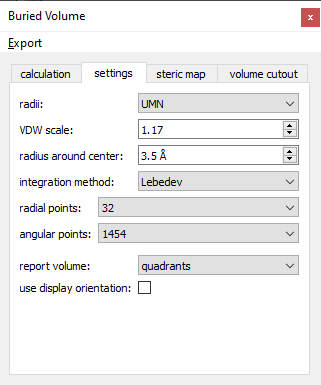 Buried Volume x
Export
calculation settings steric map volume cutout
radii: UMN
VDW scale: 1.17
radius around center: 3.5 Å
integration method: Lebedev
radial points: 32
angular points: 1454
report volume: quadrants
use display orientation: